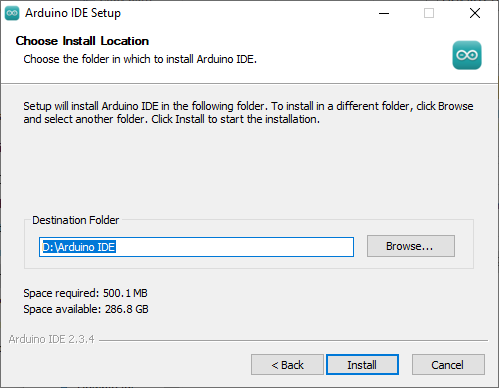 Arduino IDE Setup
Choose Install Location
Choose the folder in which to install Arduino IDE.
Setup will install Arduino IDE in the following folder. To install in a different folder, click Browse
and select another folder. Click Install to start the installation.
Destination Folder
D:\Arduino IDE
Browse...
Space required: 500.1 MB
Space available: 286.8 GB
Arduino IDE 2.3.4
< Back
Install
Cancel